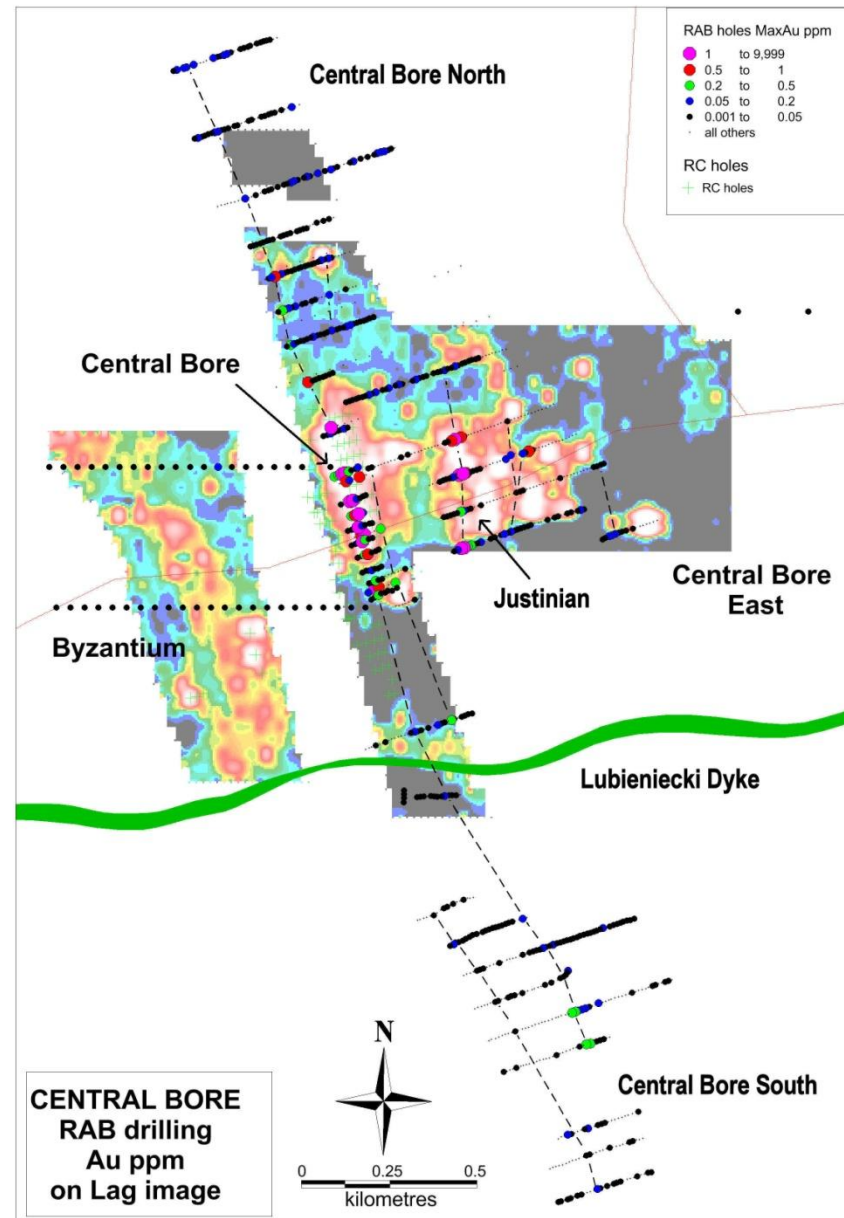 RAB holes MaxAu ppm
1 to 9,999
0.5 to 1
0.2 to 0.5
0.05 to 0.2
0.001 to 0.05
all others
RC holes
RC holes
Central Bore North
Central Bore
Justinian
Central Bore
East
Byzantium
Lubieniecki Dyke
Central Bore South
N
CENTRAL BORE
RAB drilling
Au ppm
on Lag image
0 0.25 0.5
kilometres